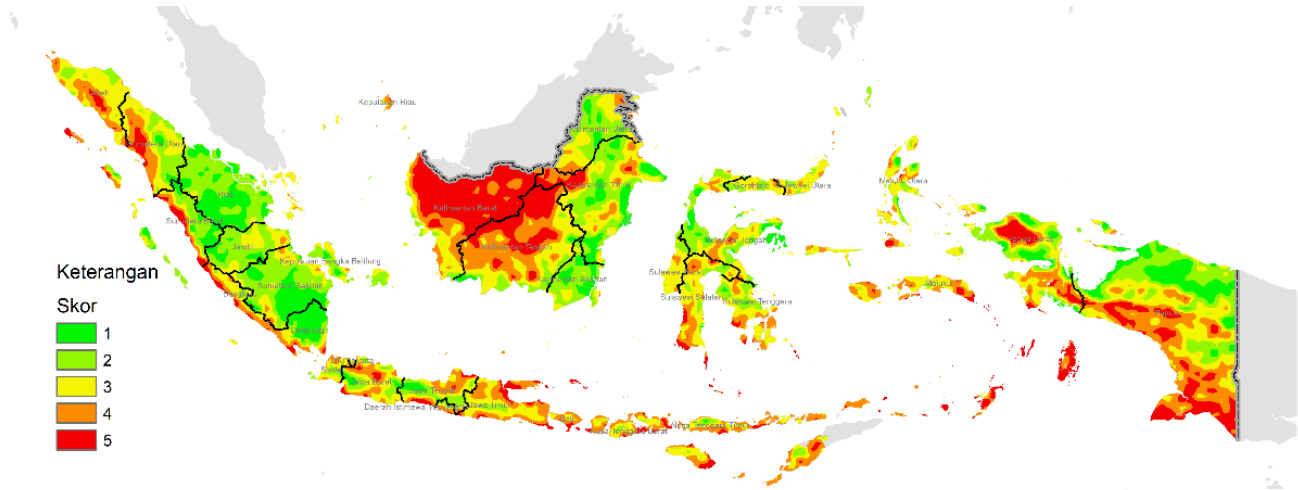 Aceh
Kepulauan Riau
Sumatera Utara
Kalimantan Utara
Riau
Kalimantan Timur
Gorontalo
Sulawesi Utara
Maluku Utara
Kalimantan Barat
Sumatera Barat
Papua Barat
Jambi
Kalimantan Tengah
Sulawesi Tengah
Kepulauan Bangka Belitung
Sulawesi Barat
Kalimantan Selatan
Sumatera Selatan
Maluku
Bengkulu
Sulawesi Selatan
Sulawesi Tenggara
Papua
Lampung
Banten
Jawa Barat
Jawa Tengah
Daerah Istimewa
Jawa Timur
Bali
Nusa Tenggara Barat
Nusa Tenggara Timur
Keterangan
Skor
1
2
3
4
5